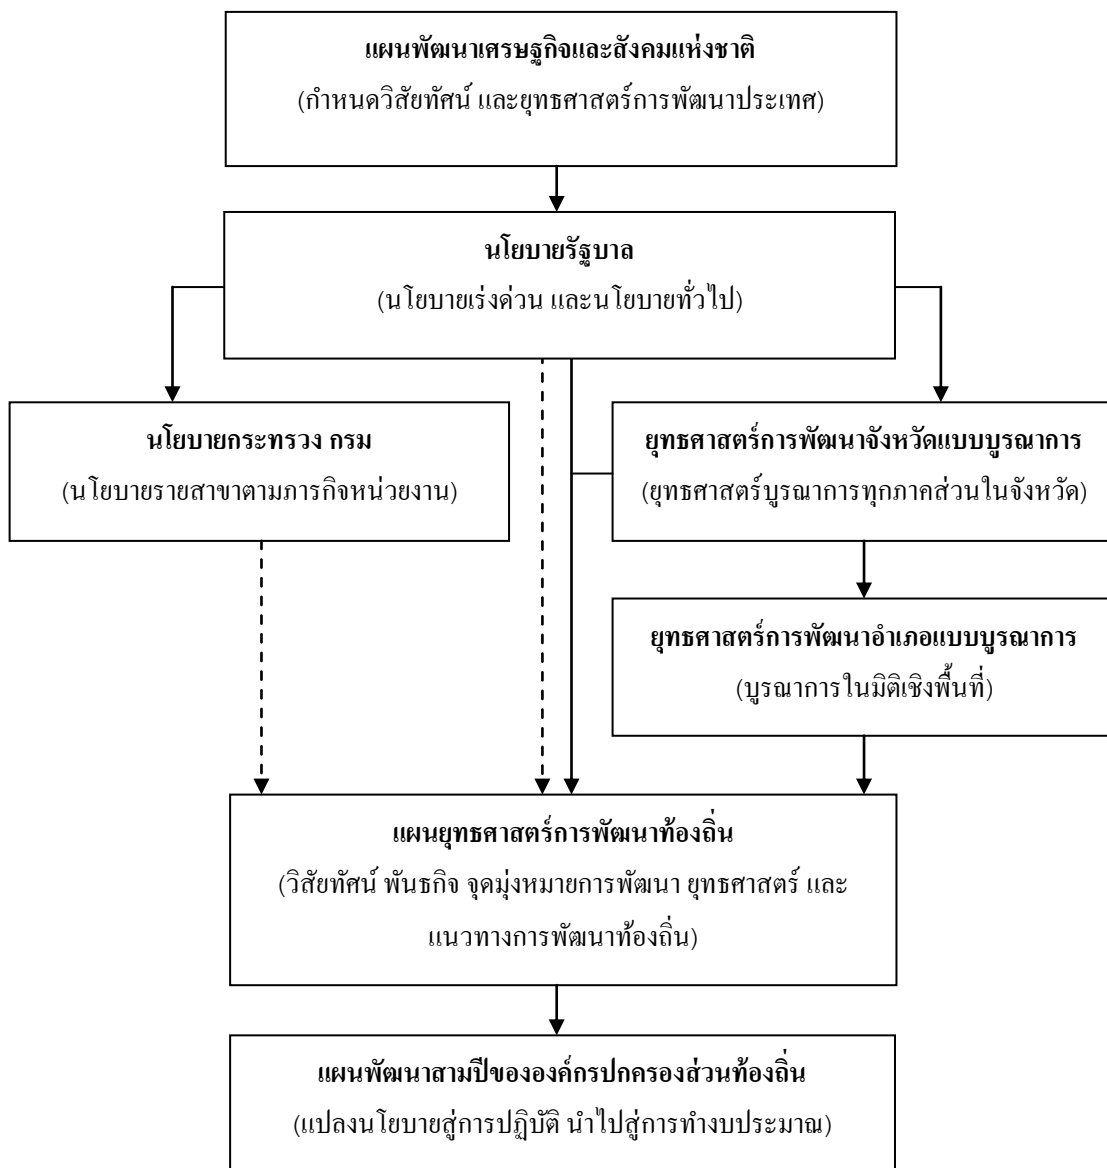 แผนพัฒนาเศรษฐกิจและสังคมแห่งชาติ
(กำหนดวิสัยทัศน์ และยุทธศาสตร์การพัฒนาประเทศ)
นโยบายรัฐบาล
(นโยบายเร่งด่วน และนโยบายทั่วไป)
นโยบายกระทรวง กรม
(นโยบายรายสาขาตามภารกิจหน่วยงาน)
ยุทธศาสตร์การพัฒนาจังหวัดแบบบูรณาการ
(ยุทธศาสตร์บูรณาการทุกภาคส่วนในจังหวัด)
ยุทธศาสตร์การพัฒนาอำเภอแบบบูรณาการ
(บูรณาการในมิติเชิงพื้นที่)
แผนยุทธศาสตร์การพัฒนาท้องถิ่น
(วิสัยทัศน์ พันธกิจ จุดมุ่งหมายการพัฒนา ยุทธศาสตร์ และ
แนวทางการพัฒนาท้องถิ่น)
แผนพัฒนาสามปีขององค์กรปกครองส่วนท้องถิ่น
(แปลงนโยบายสู่การปฏิบัติ นำไปสู่การทำงบประมาณ)